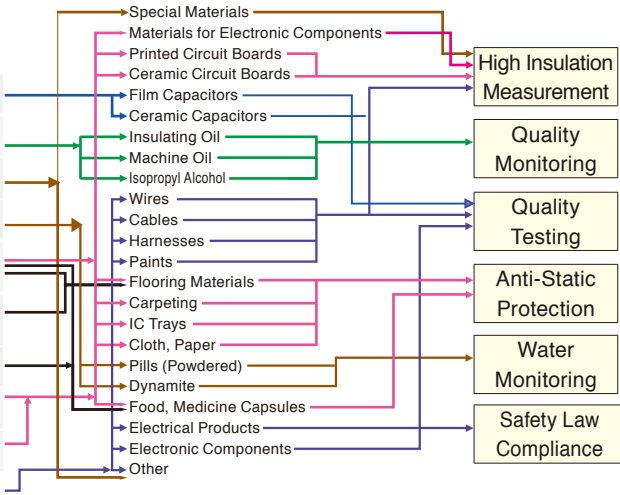 Special Materials
Materials for Electronic Components
Printed Circuit Boards
Ceramic Circuit Boards
Film Capacitors
Ceramic Capacitors
Insulating Oil
Machine Oil
Isopropyl Alcohol
Wires
Cables
Harnesses
Paints
Flooring Materials
Carpeting
IC Trays
Cloth, Paper
Pills (Powdered)
Dynamite
Food, Medicine Capsules
Electrical Products
Electronic Components
Other
High Insulation
Measurement
Quality
Monitoring
Quality
Testing
Anti-Static
Protection
Water
Monitoring
Safety Law
Compliance